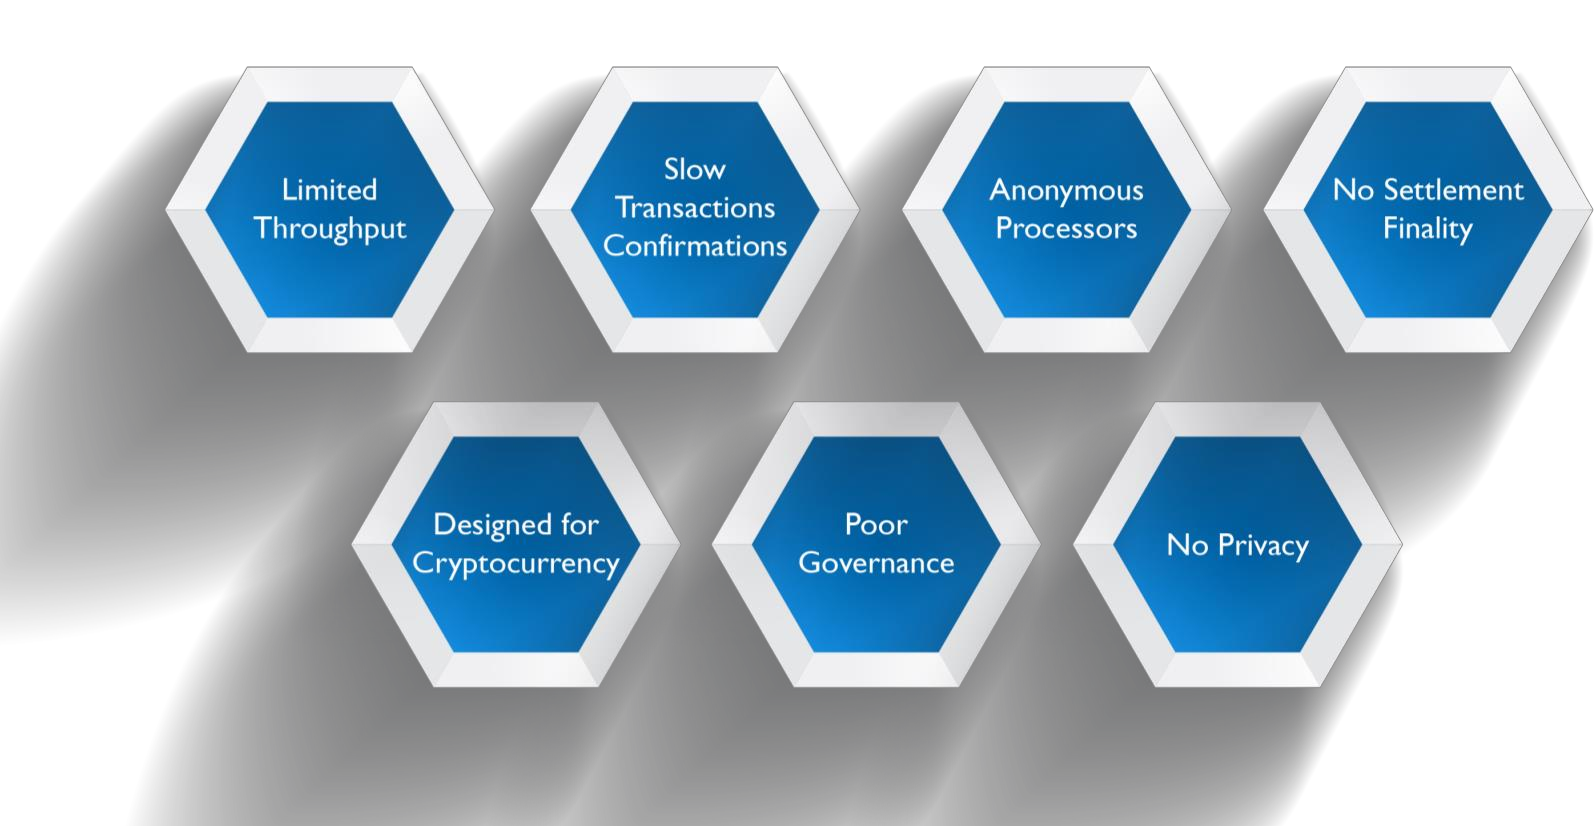 Limited
Throughput
Slow
Transactions
Confirmations
Anonymous
Processors
No Settlement
Finality
Designed for
Cryptocurrency
Poor
Governance
No Privacy